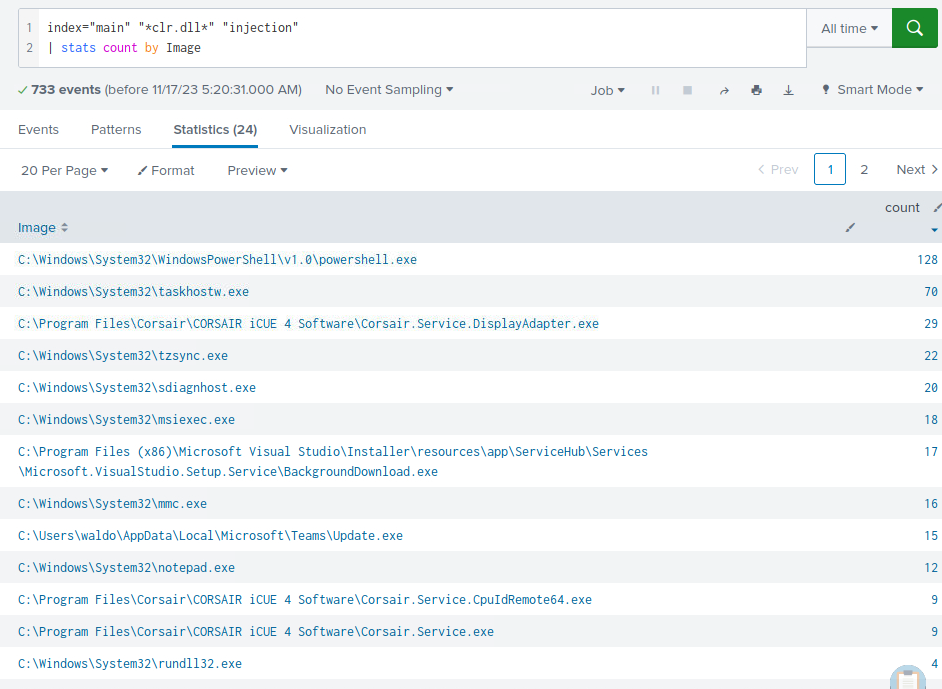 1 index="main" "*clr.dll*" "injection"
2 | stats count by Image
All time
733 events (before 11/17/23 5:20:31.000 AM) No Event Sampling Job Smart Mode
Events Patterns Statistics (24) Visualization
20 Per Page Format Preview Prev 1 2 Next
count
Image
C:\Windows\System32\WindowsPowerShell\v1.0\powershell.exe 128
C:\Windows\System32\taskhostw.exe 70
C:\Program Files\Corsair\CORSAIR iCUE 4 Software\Corsair.Service.DisplayAdapter.exe 29
C:\Windows\System32\tzsync.exe 22
C:\Windows\System32\sdiagnhost.exe 20
C:\Windows\System32\msiexec.exe 18
C:\Program Files (x86)\Microsoft Visual Studio\Installer\resources\app\ServiceHub\Services 17
\Microsoft.VisualStudio.Setup.Service\BackgroundDownload.exe
C:\Windows\System32\mmc.exe 16
C:\Users\waldo\AppData\Local\Microsoft\Teams\Update.exe 15
C:\Windows\System32\notepad.exe 12
C:\Program Files\Corsair\CORSAIR iCUE 4 Software\Corsair.Service.CpuIdRemote64.exe 9
C:\Program Files\Corsair\CORSAIR iCUE 4 Software\Corsair.Service.exe 9
C:\Windows\System32\rundll32.exe 4